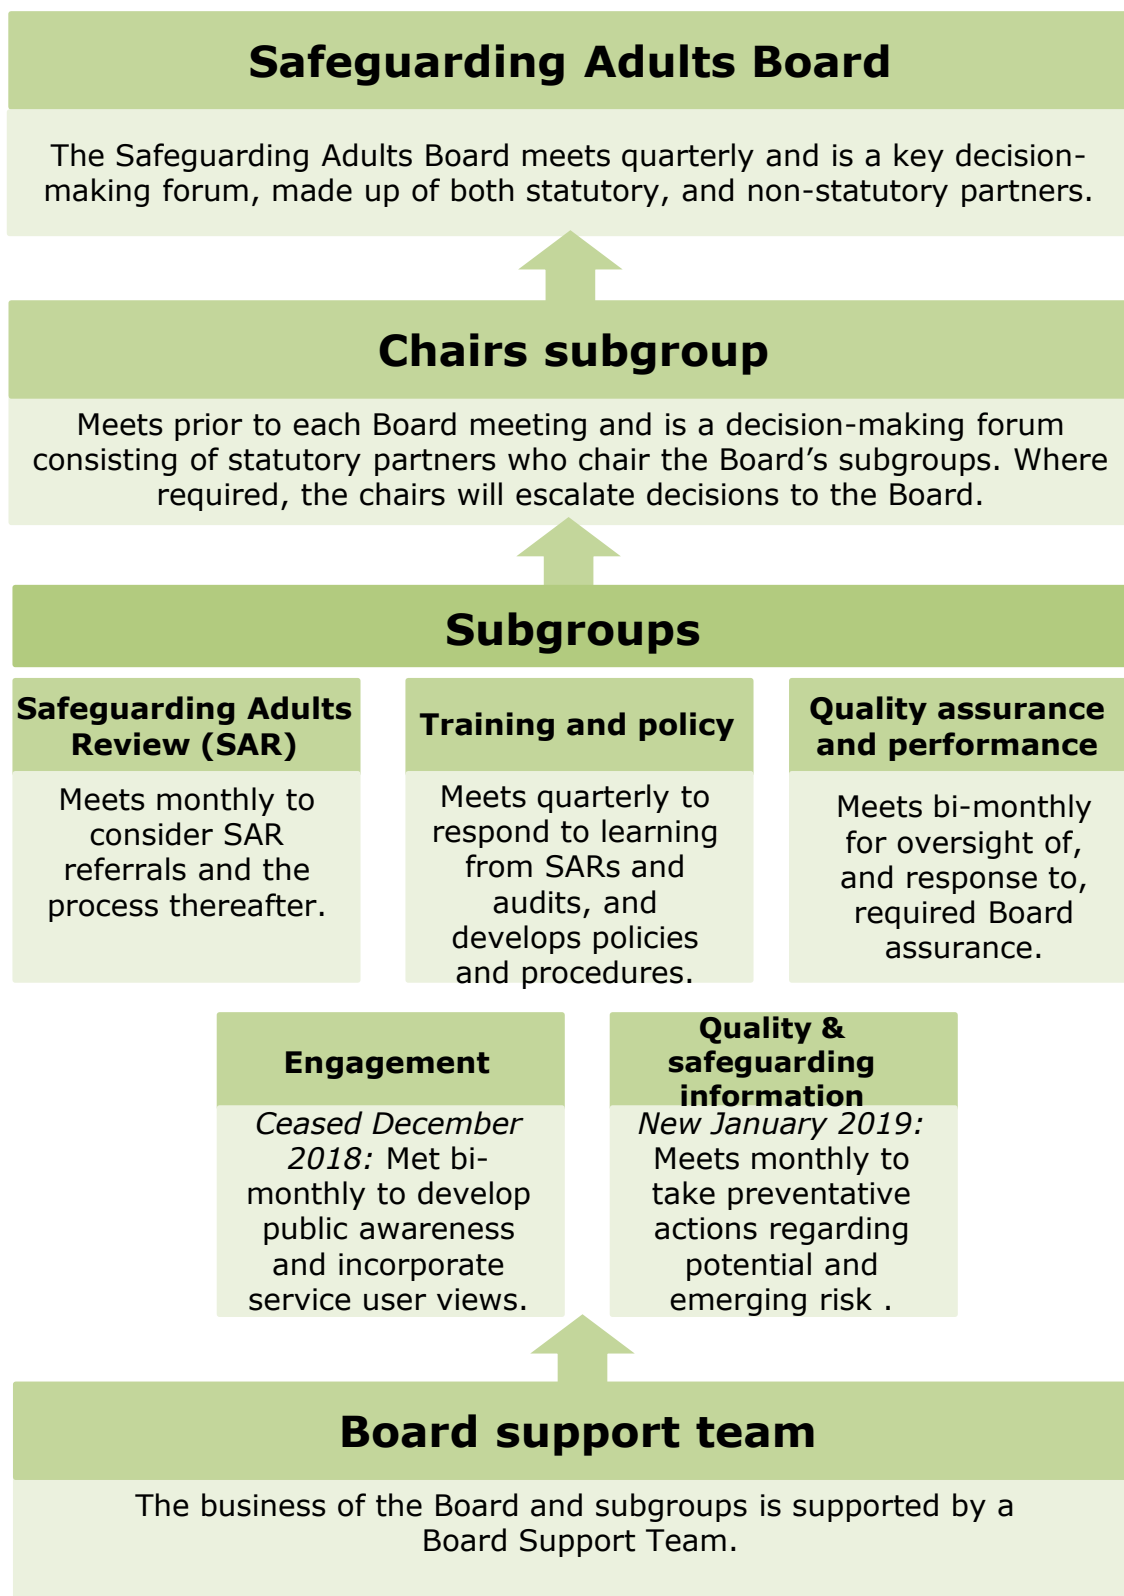 Safeguarding Adults Board
The Safeguarding Adults Board meets quarterly and is a key decision-
making forum, made up of both statutory, and non-statutory partners.
Chairs subgroup
Meets prior to each Board meeting and is a decision-making forum
consisting of statutory partners who chair the Board’s subgroups. Where
required, the chairs will escalate decisions to the Board.
Subgroups
Safeguarding Adults
Review (SAR)
Meets monthly to
consider SAR
referrals and the
process thereafter.
Training and policy
Meets quarterly to
respond to learning
from SARs and
audits, and
develops policies
and procedures.
Quality assurance
and performance
Meets bi-monthly
for oversight of,
and response to,
required Board
assurance.
Engagement
Ceased December
2018: Met bi-
monthly to develop
public awareness
and incorporate
service user views.
Quality &
safeguarding
information
New January 2019:
Meets monthly to
take preventative
actions regarding
potential and
emerging risk .
Board support team
The business of the Board and subgroups is supported by a
Board Support Team.